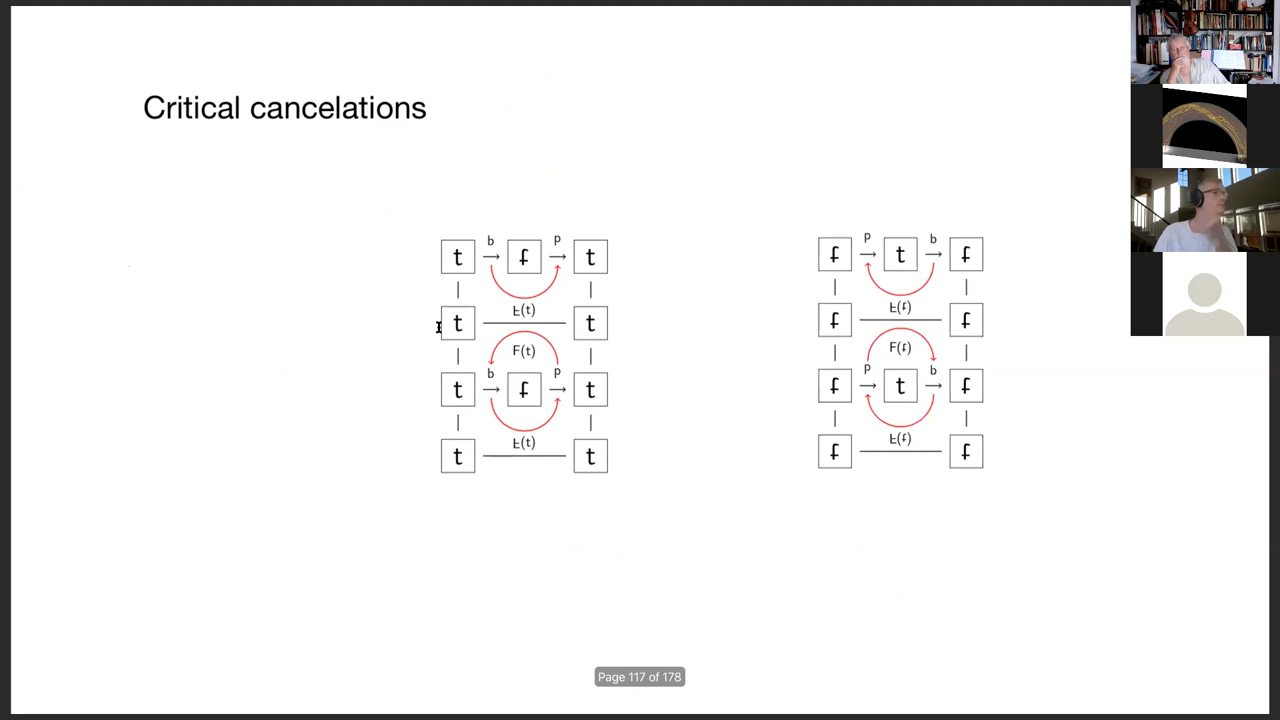 Critical cancelations
b p
t → ꞙ → t
E(t)
t t
F(t)
b p
t → ꞙ → t
E(t)
t t
p b
ꞙ → t → ꞙ
E(ꞙ)
ꞙ ꞙ
F(ꞙ)
p b
ꞙ → t → ꞙ
E(ꞙ)
ꞙ ꞙ
Page 117 of 178